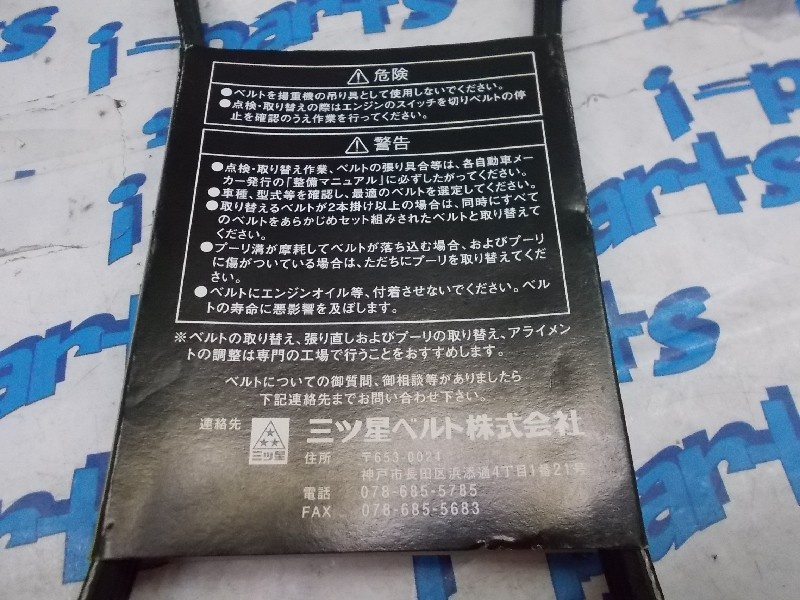 i-parts
i-parts
⚠危険
●ベルトを揚重機の吊り具として使用しないでください。
●点検・取り替えの際はエンジンのスイッチを切りベルトの停
止を確認のうえ作業を行ってください。
⚠警告
●点検・取り替え作業、ベルトの張り具合等は、各自動車メー
カー発行の「整備マニュアル」に必ずしたがってください。
●車種、型式等を確認し、最適のベルトを選定してください。
●取り替えるベルトが2本掛け以上の場合は、同時にすべて
のベルトをあらかじめセット組みされたベルトと取り替えて
ください。
●プーリ溝が摩耗してベルトが落ち込む場合、およびプーリ
に傷がついている場合は、ただちにプーリを取り替えてくだ
さい。
●ベルトにエンジンオイル等、付着させないでください。ベル
トの寿命に悪影響を及ぼします。
※ベルトの取り替え、張り直しおよびプーリの取り替え、アライメン
トの調整は専門の工場で行うことをおすすめします。
ベルトについての御質問、御相談等がありましたら
下記連絡先までお問い合わせ下さい。
連絡先 三ツ星 三ツ星ベルト株式会社
住所 〒653-0024
神戸市長田区浜添通4丁目1番21号
電話 078-685-5785
FAX 078-685-5683